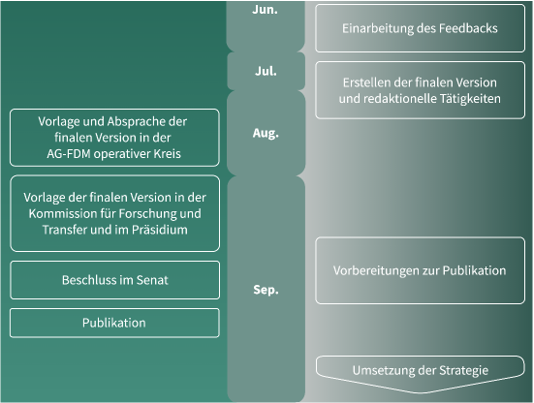 Jun.
Einarbeitung des Feedbacks
Jul.
Erstellen der finalen Version
und redaktionelle Tätigkeiten
Vorlage und Absprache der
finalen Version in der
AG-FDM operativer Kreis
Aug.
Vorlage der finalen Version in der
Kommission für Forschung und
Transfer und im Präsidium
Beschluss im Senat
Publikation
Sep.
Vorbereitungen zur Publikation
Umsetzung der Strategie